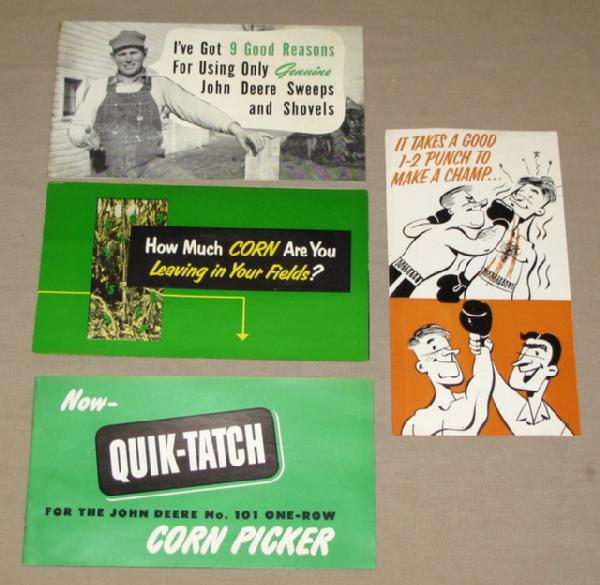 I've Got 9 Good Reasons
For Using Only Genuine
John Deere Sweeps
and Shovels
How Much CORN Are You
Leaving in Your Fields?
Now-
QUIK-TATCH
FOR THE JOHN DEERE No. 101 ONE-ROW
CORN PICKER
IT TAKES A GOOD
1-2 PUNCH TO
MAKE A CHAMP...